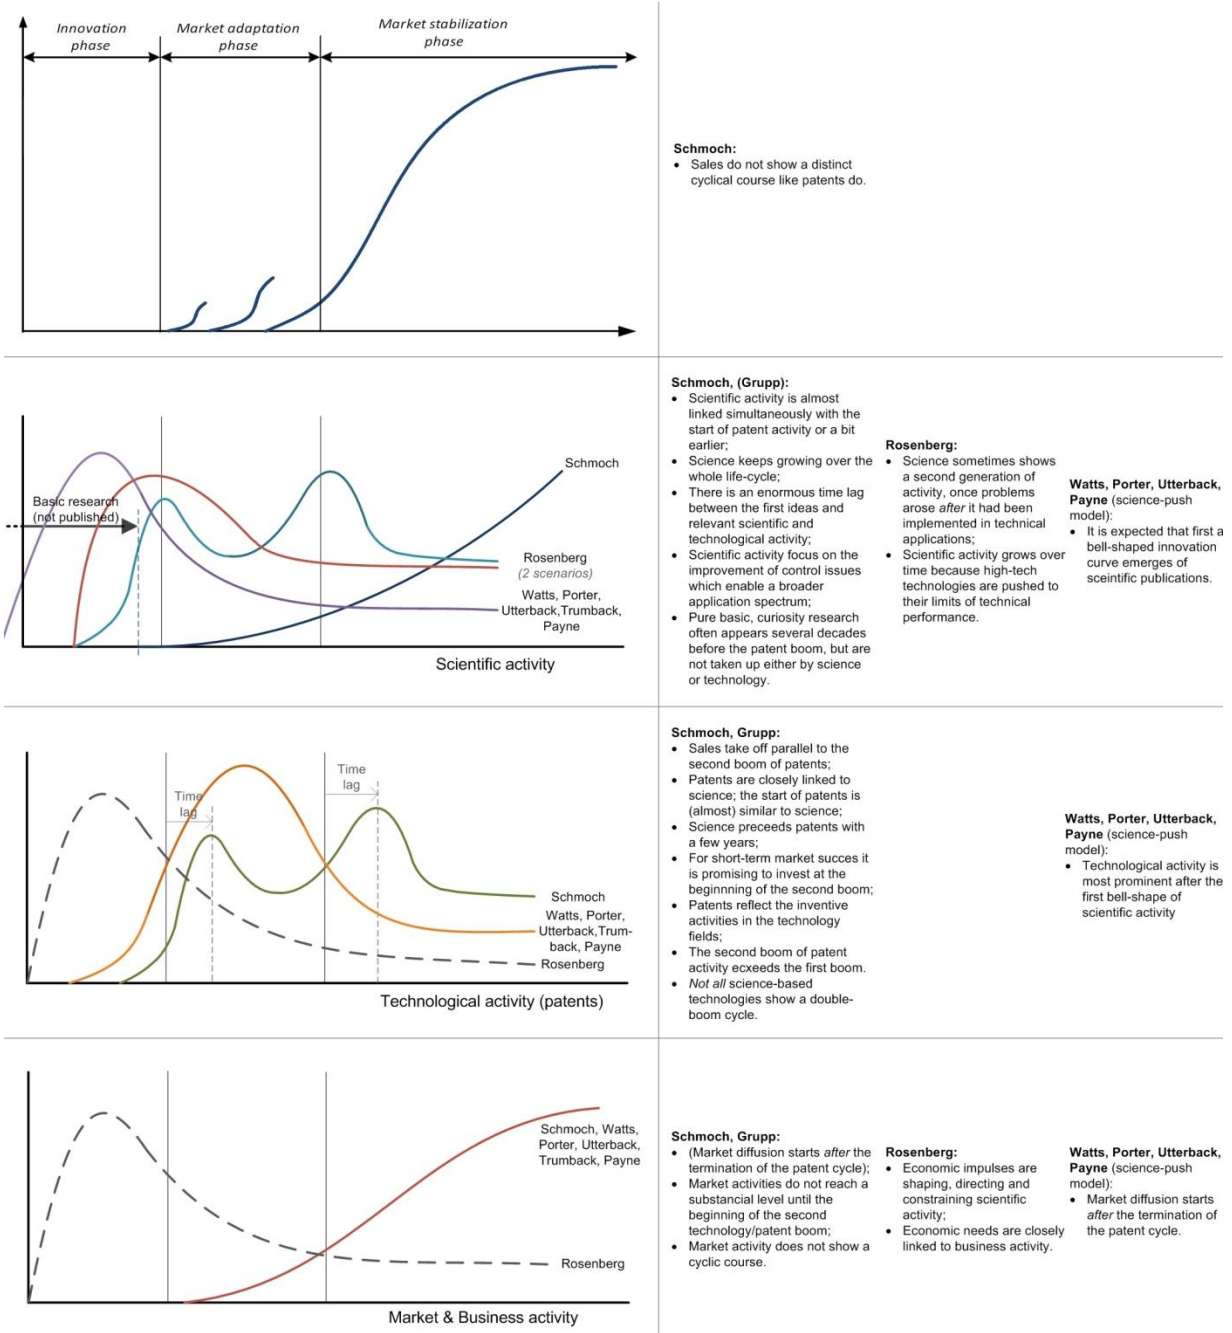 Innovation
phase
Market adaptation
phase
Market stabilization
phase
Schmoch:
• Sales do not show a distinct
cyclical course like patents do.
Basic research
(not published)
Schmoch
Rosenberg
(2 scenarios)
Watts, Porter,
Utterback,Trumback,
Payne
Scientific activity
Schmoch, (Grupp):
• Scientific activity is almost
linked simultaneously with the
start of patent activity or a bit
earlier;
• Science keeps growing over the
whole life-cycle;
• There is an enormous time lag
between the first ideas and
relevant scientific and
technological activity;
• Scientific activity focus on the
improvement of control issues
which enable a broader
application spectrum;
• Pure basic, curiosity research
often appears several decades
before the patent boom, but are
not taken up either by science
or technology.
Rosenberg:
• Science sometimes shows
a second generation of
activity, once problems
arose after it had been
implemented in technical
applications;
• Scientific activity grows over
time because high-tech
technologies are pushed to
their limits of technical
performance.
Watts, Porter, Utterback,
Payne (science-push
model):
• It is expected that first a
bell-shaped innovation
curve emerges of
sceintific publications.
Time
lag
Time
lag
Schmoch
Watts, Porter,
Utterback,Trum-
back, Payne
Rosenberg
Technological activity (patents)
Schmoch, Grupp:
• Sales take off parallel to the
second boom of patents;
• Patents are closely linked to
science; the start of patents is
(almost) similar to science;
• Science preceeds patents with
a few years;
• For short-term market succes it
is promising to invest at the
beginnning of the second boom;
• Patents reflect the inventive
activities in the technology
fields;
• The second boom of patent
activity ecxeeds the first boom.
• Not all science-based
technologies show a double-
boom cycle.
Watts, Porter, Utterback,
Payne (science-push
model):
• Technological activity is
most prominent after the
first bell-shape of
scientific activity
Schmoch, Watts,
Porter, Utterback,
Trumback, Payne
Rosenberg
Market & Business activity
Schmoch, Grupp:
• (Market diffusion starts after the
termination of the patent cycle);
• Market activities do not reach a
substancial level until the
beginning of the second
technology/patent boom;
• Market activity does not show a
cyclic course.
Rosenberg:
• Economic impulses are
shaping, directing and
constraining scientific
activity;
• Economic needs are closely
linked to business activity.
Watts, Porter, Utterback,
Payne (science-push
model):
• Market diffusion starts
after the termination of
the patent cycle.